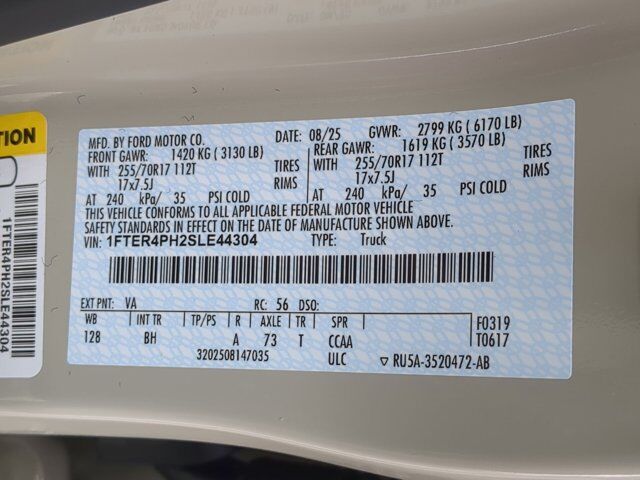 TION
1FTER4PH2SLE44304
MFD. BY FORD MOTOR CO. DATE: 08/25 GVWR: 2799 KG (6170 LB)
FRONT GAWR: 1420 KG (3130 LB) REAR GAWR: 1619 KG (3570 LB)
WITH 255/70R17 112T TIRES WITH 255/70R17 112T TIRES
17x7.5J RIMS 17x7.5J RIMS
AT 240 kPa/ 35 PSI COLD AT 240 kPa/ 35 PSI COLD
THIS VEHICLE CONFORMS TO ALL APPLICABLE FEDERAL MOTOR VEHICLE
SAFETY STANDARDS IN EFFECT ON THE DATE OF MANUFACTURE SHOWN ABOVE.
VIN: 1FTER4PH2SLE44304 TYPE: Truck
EXT PNT: VA RC: 56 DSO:
WB INT TR TP/PS R AXLE TR SPR F0319
128 BH A 73 T CCAA T0617
3202508147035 ULC ▽ RU5A-3520472-AB